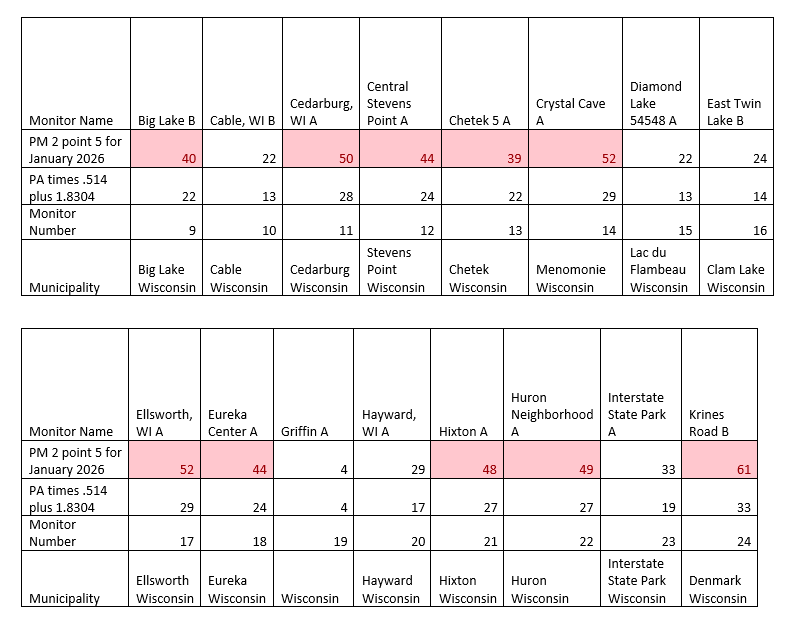 Monitor Name Big Lake B Cable, WI B Cedarburg, WI A Central Stevens Point A Chetek 5 A Crystal Cave A Diamond Lake 54548 A East Twin Lake B
PM 2 point 5 for January 2026 40 22 50 44 39 52 22 24
PA times .514 plus 1.8304 22 13 28 24 22 29 13 14
Monitor Number 9 10 11 12 13 14 15 16
Municipality Big Lake Wisconsin Cable Wisconsin Cedarburg Wisconsin Stevens Point Wisconsin Chetek Wisconsin Menomonie Wisconsin Lac du Flambeau Wisconsin Clam Lake Wisconsin
Monitor Name Ellsworth, WI A Eureka Center A Griffin A Hayward, WI A Hixton A Huron Neighborhood A Interstate State Park A Krines Road B
PM 2 point 5 for January 2026 52 44 4 29 48 49 33 61
PA times .514 plus 1.8304 29 24 4 17 27 27 19 33
Monitor Number 17 18 19 20 21 22 23 24
Municipality Ellsworth Wisconsin Eureka Wisconsin Wisconsin Hayward Wisconsin Hixton Wisconsin Huron Wisconsin Interstate State Park Wisconsin Denmark Wisconsin